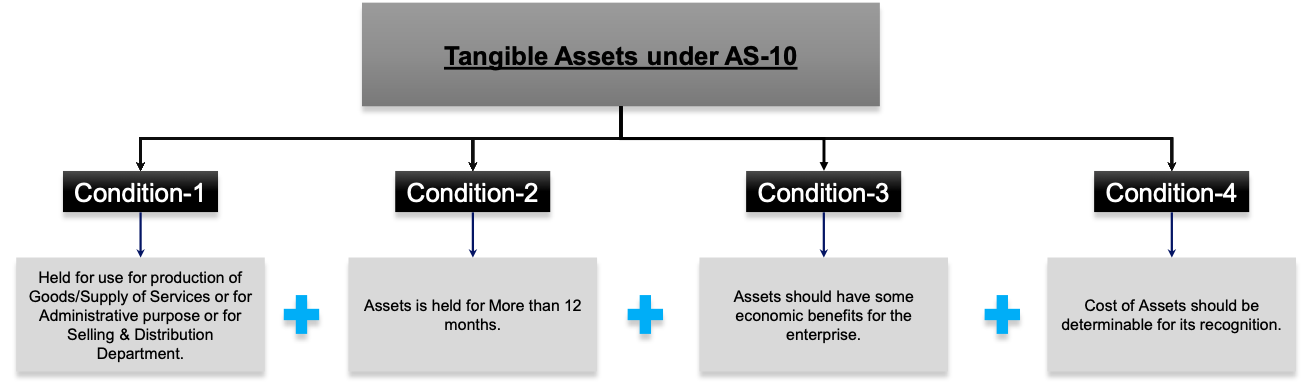 Tangible Assets under AS-10
Condition-1
Condition-2
Condition-3
Condition-4
Held for use for production of
Goods/Supply of Services or for
Administrative purpose or for
Selling & Distribution
Department.
Assets is held for More than 12
months.
Assets should have some
economic benefits for the
enterprise.
Cost of Assets should be
determinable for its recognition.